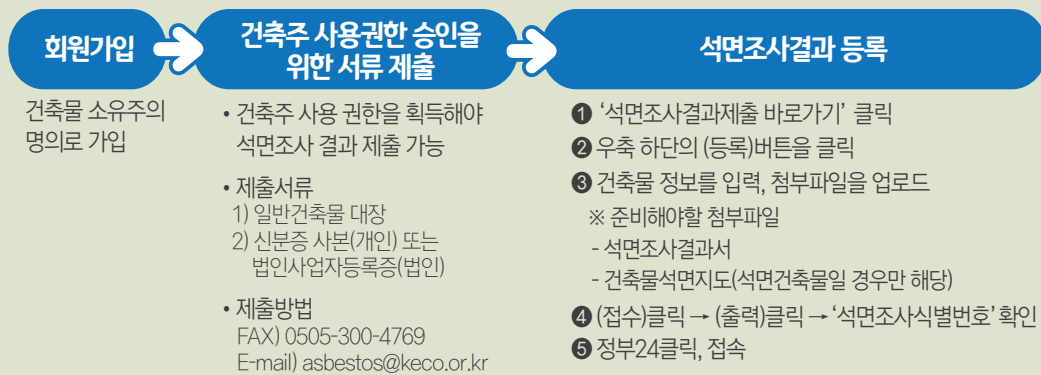 회원가입
건축물 소유주의
명의로 가입
건축주 사용권한 승인을
위한 서류 제출
• 건축주 사용 권한을 획득해야
석면조사 결과 제출 가능
• 제출서류
1) 일반건축물 대장
2) 신분증 사본(개인) 또는
법인사업자등록증(법인)
• 제출방법
FAX) 0505-300-4769
E-mail) asbestos@keco.or.kr
석면조사결과 등록
❶ ‘석면조사결과제출 바로가기’ 클릭
❷ 우축 하단의 (등록)버튼을 클릭
❸ 건축물 정보를 입력, 첨부파일을 업로드
※ 준비해야할 첨부파일
- 석면조사결과서
- 건축물석면지도(석면건축물일 경우만 해당)
❹ (접수)클릭 → (출력)클릭 → ‘석면조사식별번호’ 확인
❺ 정부24클릭, 접속